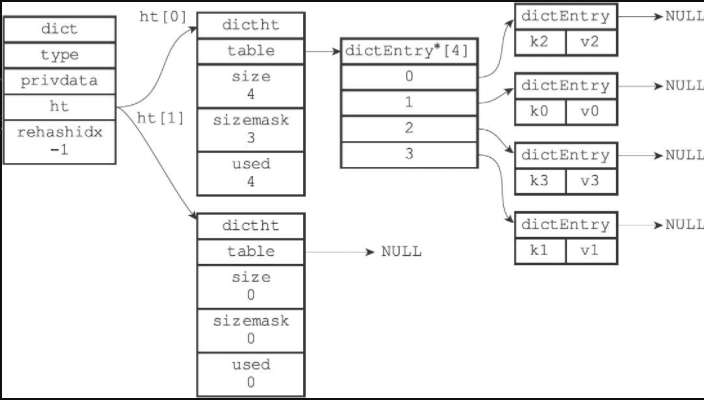 dict
type
privdata
ht
rehashidx
-1
ht[0]
ht[1]
dictht
table
size
4
sizemask
3
used
4
dictht
table
size
0
sizemask
0
used
0
NULL
dictEntry*[4]
0
1
2
3
dictEntry
k2 v2
NULL
dictEntry
k0 v0
NULL
dictEntry
k3 v3
NULL
dictEntry
k1 v1
NULL